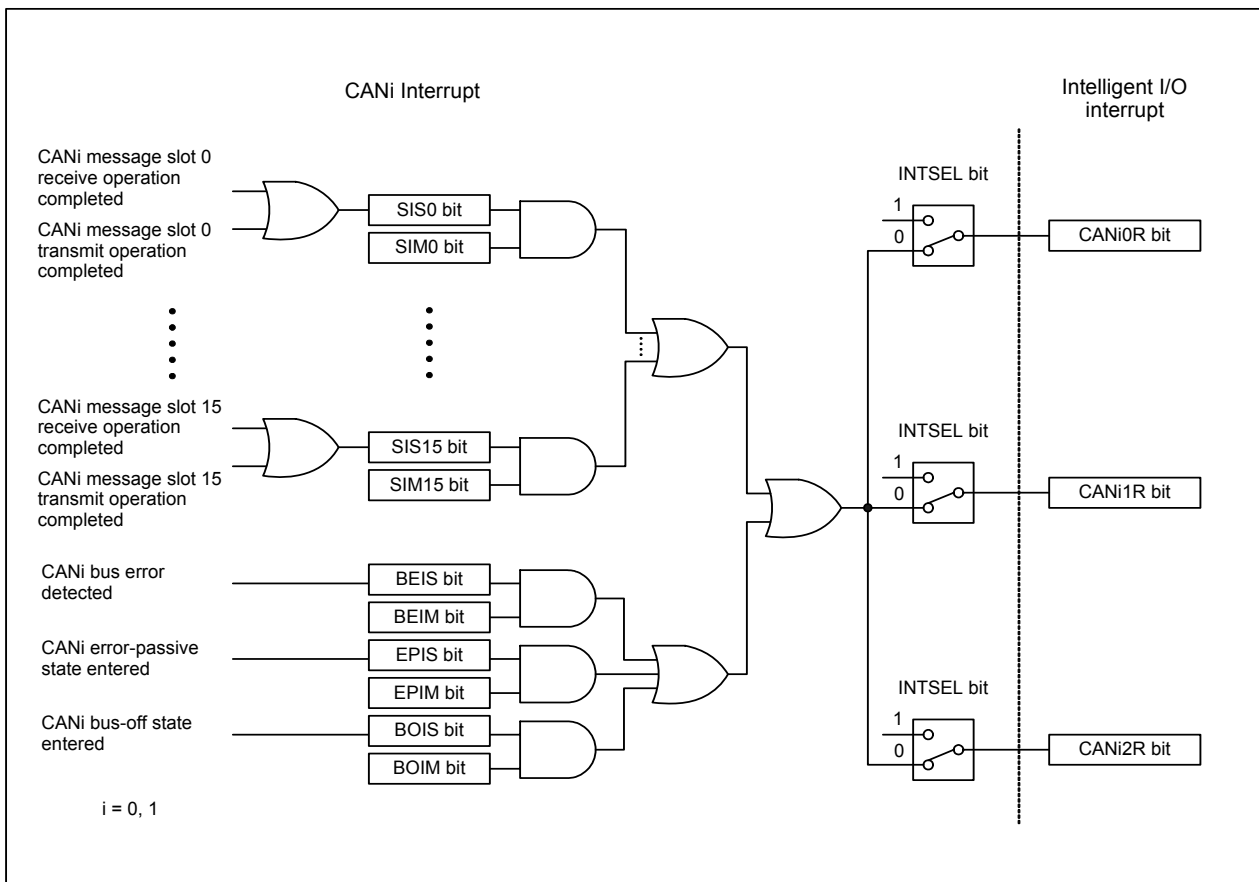 CANi Interrupt
Intelligent I/O
interrupt
CANi message slot 0
receive operation
completed
CANi message slot 0
transmit operation
completed
SIS0 bit
SIM0 bit
INTSEL bit
1
0
CANi0R bit
CANi message slot 15
receive operation
completed
CANi message slot 15
transmit operation
completed
SIS15 bit
SIM15 bit
INTSEL bit
1
0
CANi1R bit
CANi bus error
detected
BEIS bit
BEIM bit
CANi error-passive
state entered
EPIS bit
EPIM bit
CANi bus-off state
entered
BOIS bit
BOIM bit
INTSEL bit
1
0
CANi2R bit
i = 0, 1